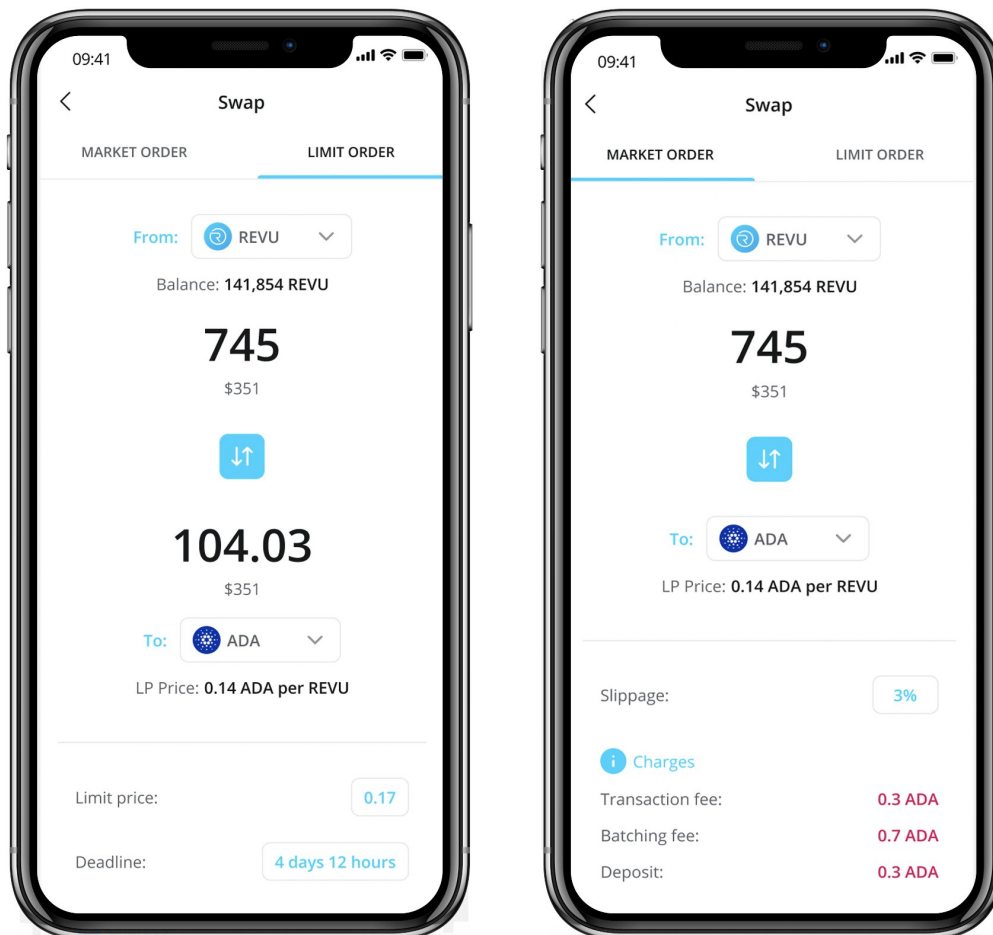 09:41
Swap
MARKET ORDER LIMIT ORDER
From: REVU
Balance: 141,854 REVU
745
$351
104.03
$351
To: ADA
LP Price: 0.14 ADA per REVU
Limit price: 0.17
Deadline: 4 days 12 hours
09:41
Swap
MARKET ORDER LIMIT ORDER
From: REVU
Balance: 141,854 REVU
745
$351
To: ADA
LP Price: 0.14 ADA per REVU
Slippage: 3%
i Charges
Transaction fee: 0.3 ADA
Batching fee: 0.7 ADA
Deposit: 0.3 ADA